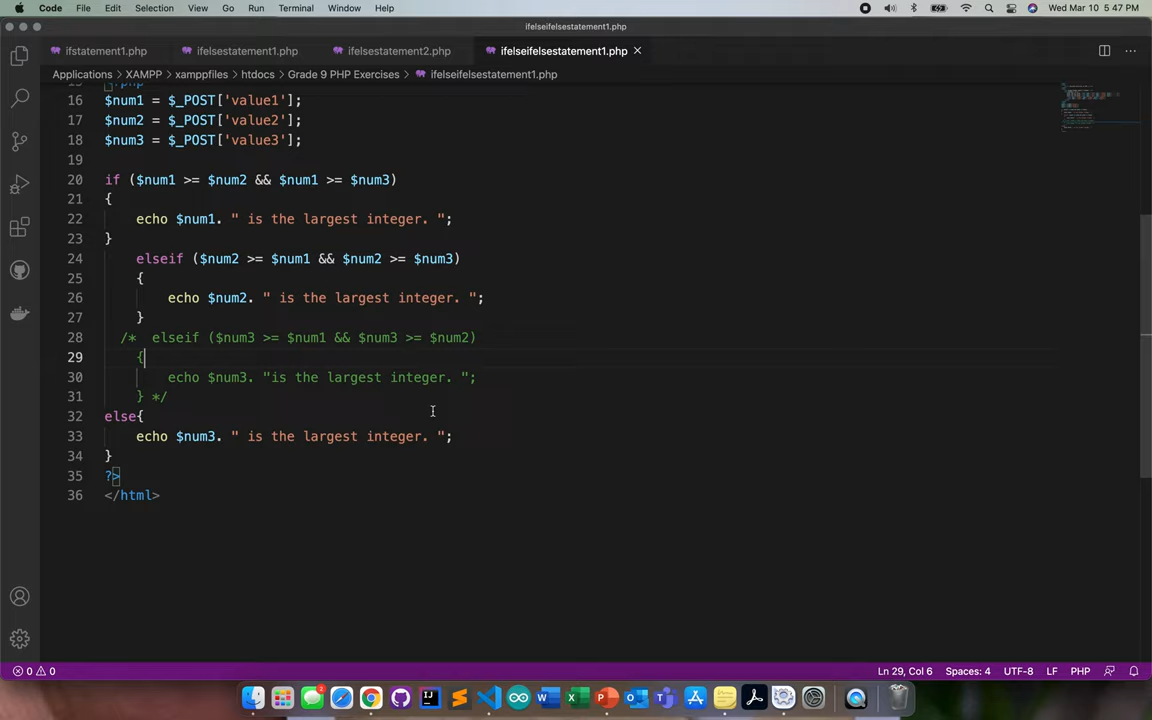 Code File Edit Selection View Go Run Terminal Window Help Wed Mar 10 5:47 PM
ifelseifelsestatement1.php
ifstatement1.php ifelsestatement1.php ifelsestatement2.php ifelseifelsestatement1.php ×
Applications > XAMPP > xamppfiles > htdocs > Grade 9 PHP Exercises > ifelseifelsestatement1.php
15 <?php
16 $num1 = $_POST['value1'];
17 $num2 = $_POST['value2'];
18 $num3 = $_POST['value3'];
19
20 if ($num1 >= $num2 && $num1 >= $num3)
21 {
22 echo $num1. " is the largest integer. ";
23 }
24 elseif ($num2 >= $num1 && $num2 >= $num3)
25 {
26 echo $num2. " is the largest integer. ";
27 }
28 /* elseif ($num3 >= $num1 && $num3 >= $num2)
29 {
30 echo $num3. "is the largest integer. ";
31 } */
32 else{
33 echo $num3. " is the largest integer. ";
34 }
35 ?>
36 </html>
0 0 Ln 29, Col 6 Spaces: 4 UTF-8 LF PHP